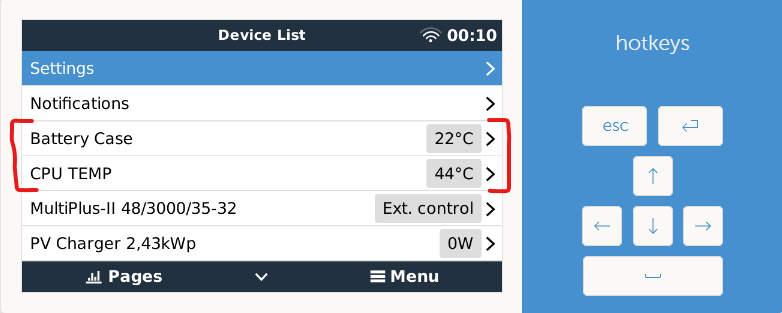 Device List 00:10
Settings
Notifications
Battery Case 22°C
CPU TEMP 44°C
MultiPlus-II 48/3000/35-32 Ext. control
PV Charger 2,43kWp 0W
Pages Menu
hotkeys
esc